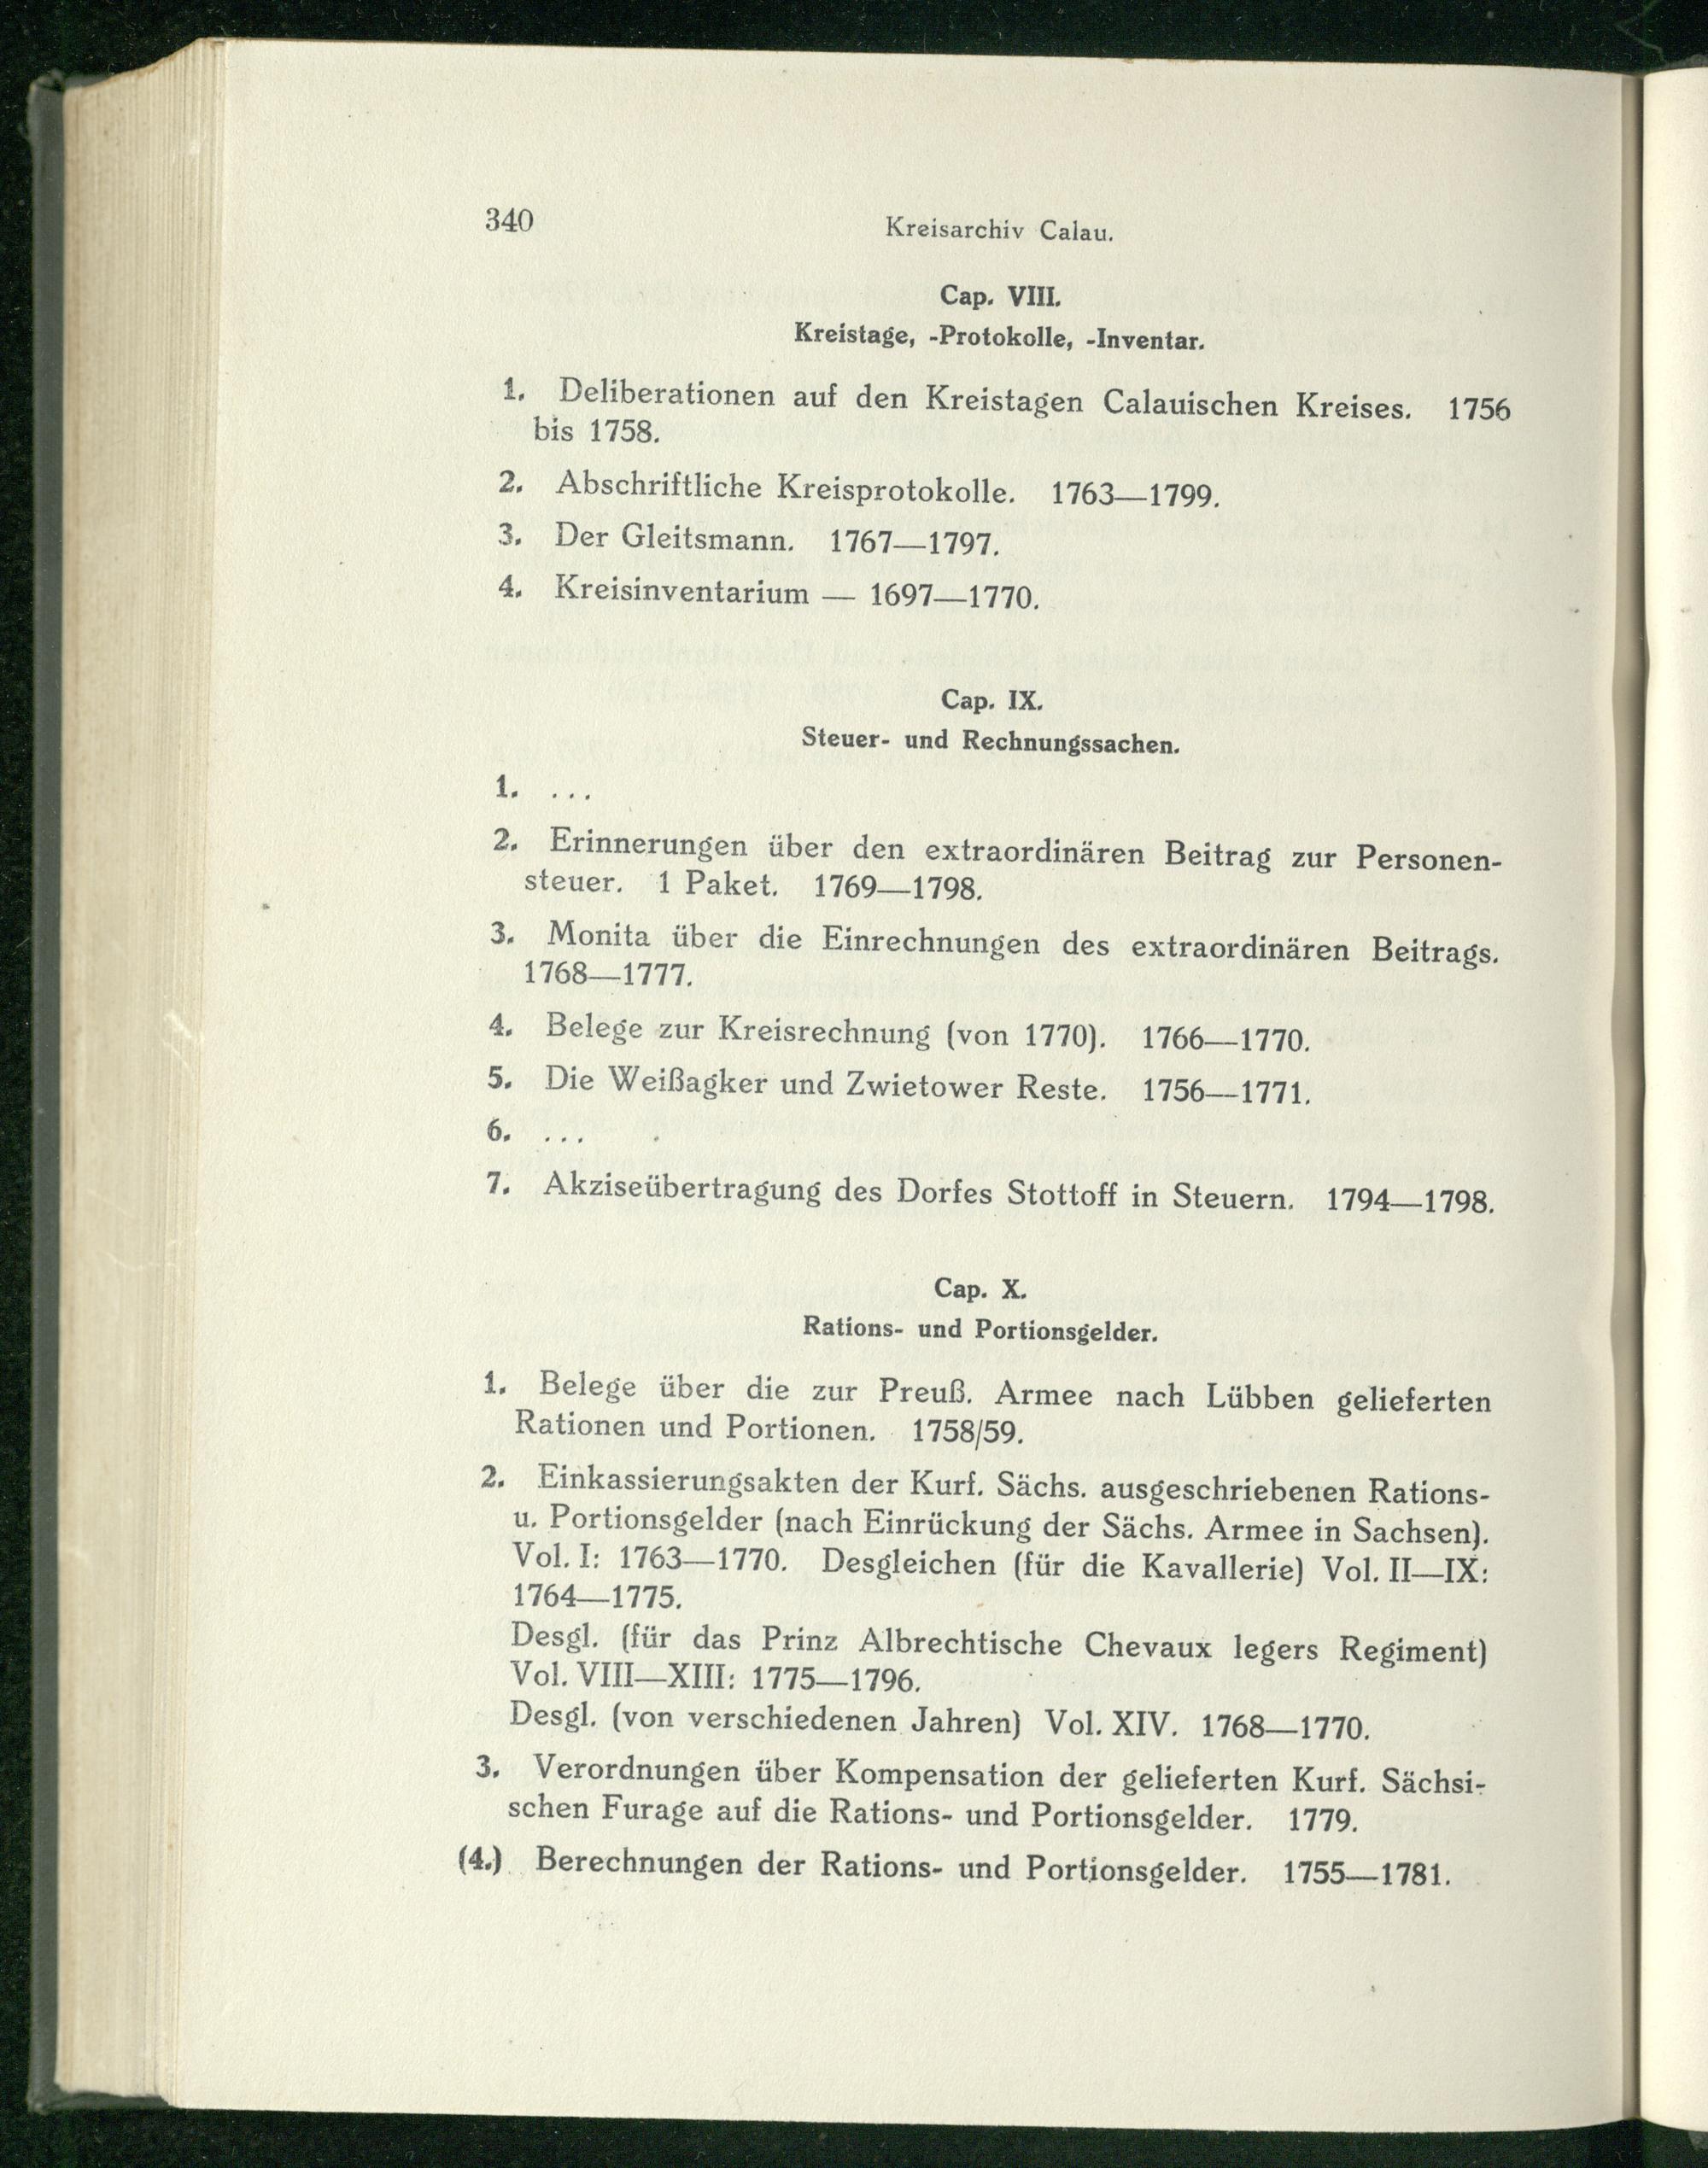 340
Kreisarchiv Calau.
Cap. VIII.
Kreistage, -Protokolle, -Inventar.
1. Deliberationen auf den Kreistagen Calauischen Kreises. 1756
bis 1758.
2. Abschriftliche Kreisprotokolle. 1763—1799.
3. Der Gleitsmann. 1767—1797.
4. Kreisinventarium — 1697—1770.
Cap. IX.
Steuer- und Rechnungssachen.
1. ...
2. Erinnerungen über den extraordinären Beitrag zur Personen-
steuer. 1 Paket. 1769—1798.
3. Monita über die Einrechnungen des extraordinären Beitrags.
1768—1777.
4. Belege zur Kreisrechnung (von 1770). 1766—1770.
5. Die Weißagker und Zwietower Reste. 1756—1771.
6. ...
7. Akziseübertragung des Dorfes Stottoff in Steuern. 1794—1798.
Cap. X.
Rations- und Portionsgelder.
1. Belege über die zur Preuß. Armee nach Lübben gelieferten
Rationen und Portionen. 1758/59.
2. Einkassierungsakten der Kurf. Sächs. ausgeschriebenen Rations-
u. Portionsgelder (nach Einrückung der Sächs. Armee in Sachsen).
Vol. I: 1763—1770. Desgleichen (für die Kavallerie) Vol. II—IX:
1764—1775.
Desgl. (für das Prinz Albrechtische Chevaux legers Regiment)
Vol. VIII—XIII: 1775—1796.
Desgl. (von verschiedenen Jahren) Vol. XIV. 1768—1770.
3. Verordnungen über Kompensation der gelieferten Kurf. Sächsi-
schen Furage auf die Rations- und Portionsgelder. 1779.
(4.) Berechnungen der Rations- und Portionsgelder. 1755—1781.